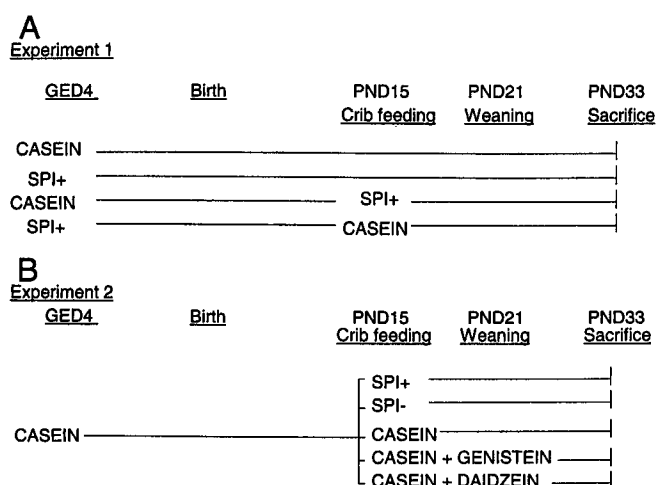 A
Experiment 1
GED4 Birth PND15 PND21 PND33
Crib feeding Weaning Sacrifice
CASEIN
SPI+
CASEIN SPI+
SPI+ CASEIN
B
Experiment 2
GED4 Birth PND15 PND21 PND33
Crib feeding Weaning Sacrifice
SPI+
SPI-
CASEIN CASEIN
CASEIN + GENISTEIN
CASEIN + DAIDZEIN